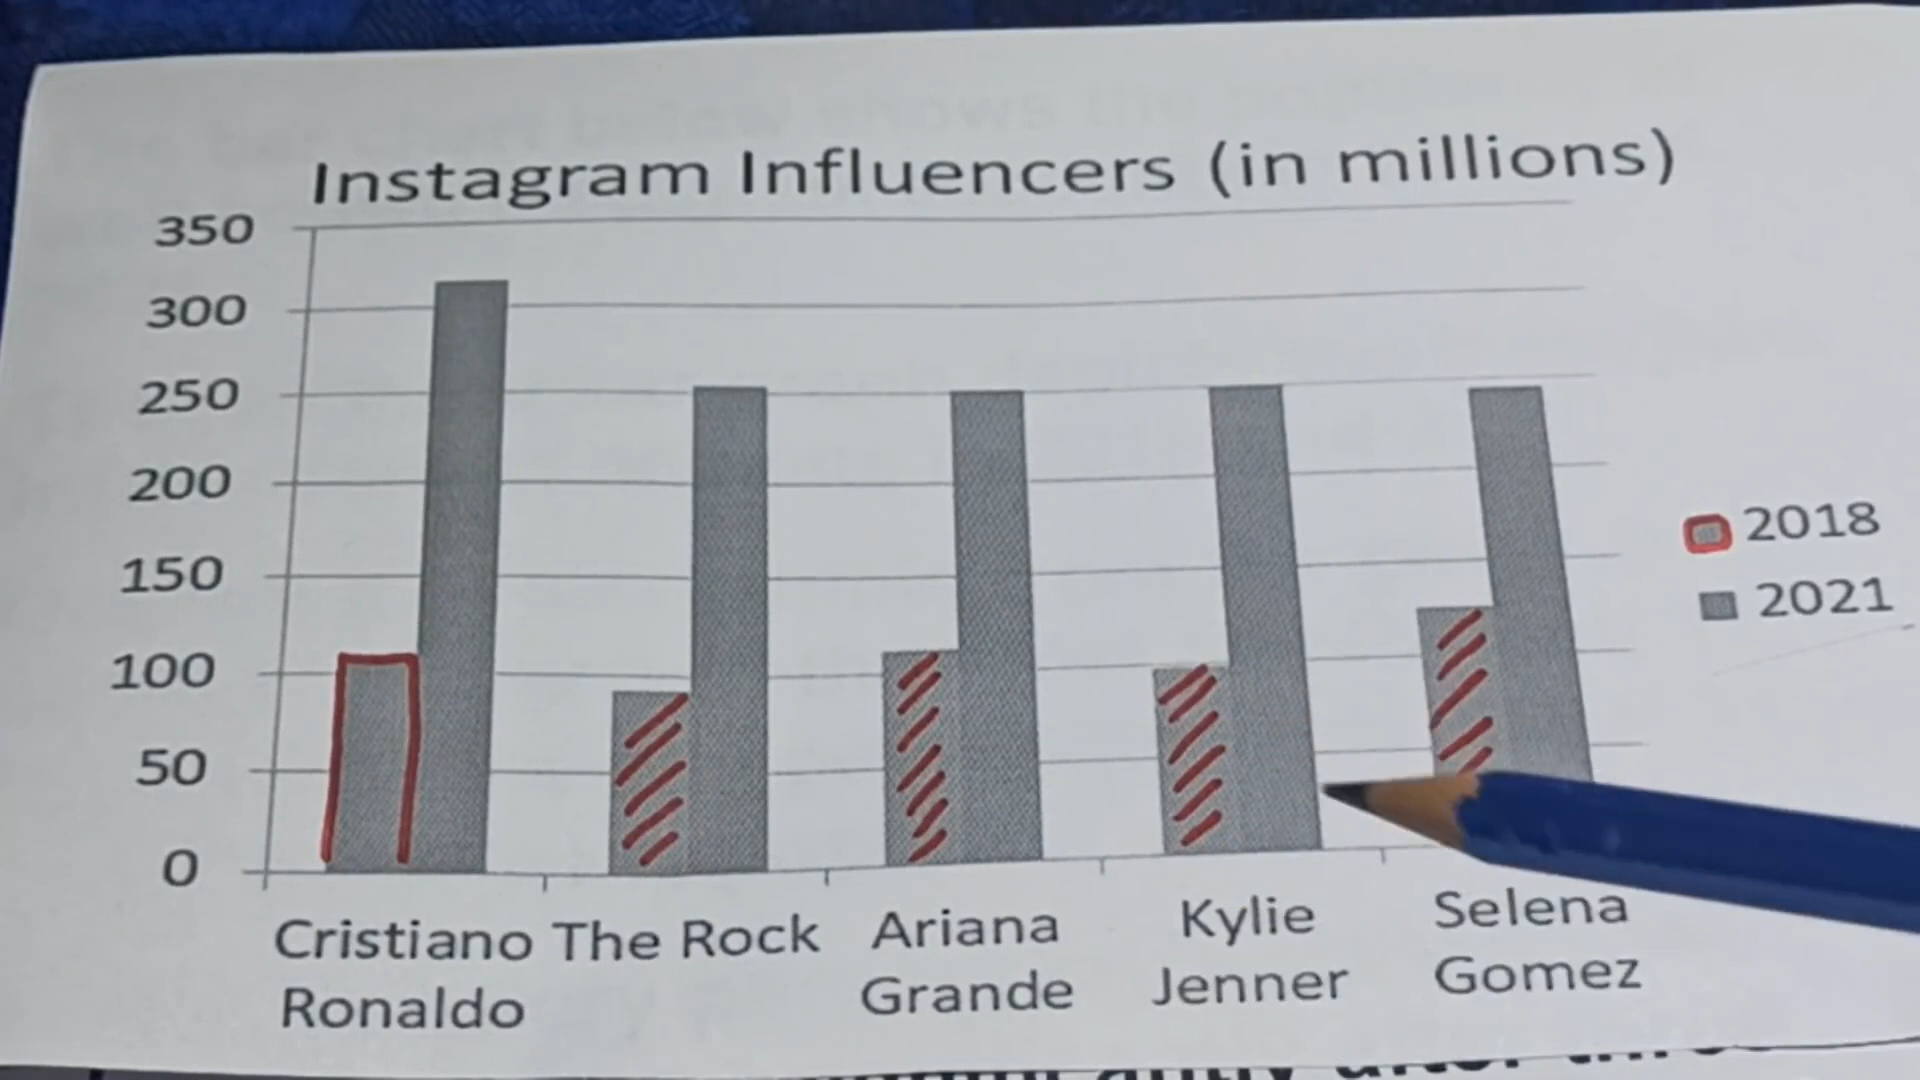 Instagram Influencers (in millions)
350
300
250
200
150
100
50
0
2018
2021
Cristiano Ronaldo
The Rock
Ariana Grande
Kylie Jenner
Selena Gomez